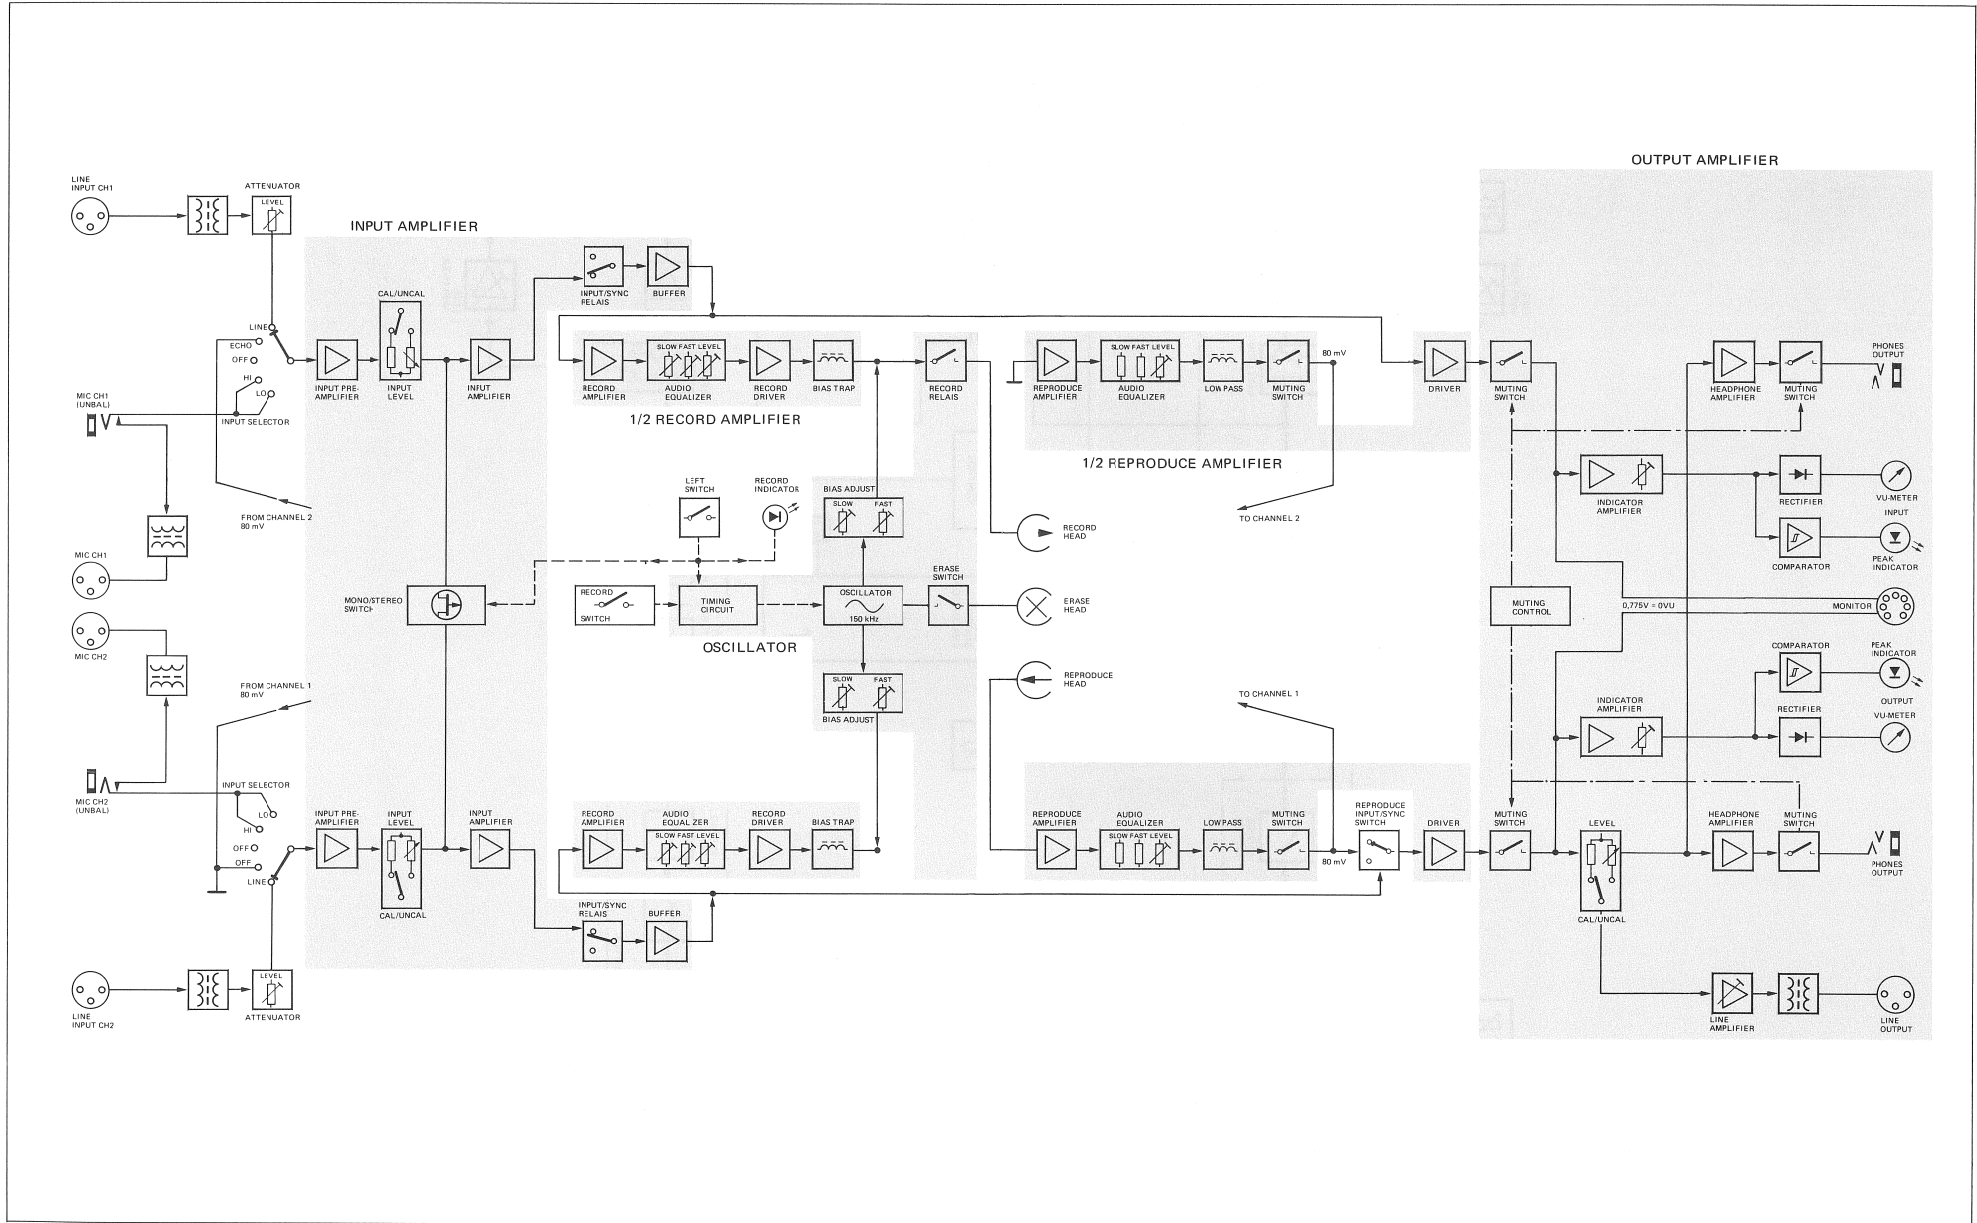 OUTPUT AMPLIFIER
LINE
INPUT CH1
ATTENUATOR
LEVEL
INPUT AMPLIFIER
CAL/UNCAL
INPUT/SYNC
RELAIS
BUFFER
LINE
ECHO
OFF
HI
LO
INPUT SELECTOR
MIC CH1
(UNBAL)
INPUT PRE-
AMPLIFIER
INPUT
LEVEL
INPUT
AMPLIFIER
RECORD
AMPLIFIER
SLOW FAST LEVEL
AUDIO
EQUALIZER
RECORD
DRIVER
BIAS TRAP
1/2 RECORD AMPLIFIER
RECORD
RELAIS
REPRODUCE
AMPLIFIER
SLOW FAST LEVEL
AUDIO
EQUALIZER
LOWPASS
MUTING
SWITCH
80 mV
1/2 REPRODUCE AMPLIFIER
DRIVER
MUTING
SWITCH
HEADPHONE
AMPLIFIER
MUTING
SWITCH
PHONES
OUTPUT
INDICATOR
AMPLIFIER
RECTIFIER
VU-METER
INPUT
COMPARATOR
PEAK
INDICATOR
FROM CHANNEL 2
80 mV
LEFT
SWITCH
RECORD
INDICATOR
BIAS ADJUST
SLOW
FAST
TO CHANNEL 2
RECORD
HEAD
MIC CH1
MONO/STEREO
SWITCH
RECORD
SWITCH
TIMING
CIRCUIT
OSCILLATOR
150 kHz
ERASE
SWITCH
ERASE
HEAD
MUTING
CONTROL
0,775V = 0VU
MONITOR
MIC CH2
OSCILLATOR
FROM CHANNEL 1
80 mV
SLOW
FAST
BIAS ADJUST
REPRODUCE
HEAD
TO CHANNEL 1
COMPARATOR
PEAK
INDICATOR
OUTPUT
INDICATOR
AMPLIFIER
RECTIFIER
VU-METER
MIC CH2
(UNBAL)
INPUT SELECTOR
LO
HI
OFF
OFF
LINE
INPUT PRE-
AMPLIFIER
INPUT
LEVEL
CAL/UNCAL
INPUT
AMPLIFIER
RECORD
AMPLIFIER
AUDIO
EQUALIZER
SLOW FAST LEVEL
RECORD
DRIVER
BIAS TRAP
REPRODUCE
AMPLIFIER
AUDIO
EQUALIZER
SLOW FAST LEVEL
LOWPASS
MUTING
SWITCH
80 mV
REPRODUCE
INPUT/SYNC
SWITCH
DRIVER
MUTING
SWITCH
LEVEL
CAL/UNCAL
HEADPHONE
AMPLIFIER
MUTING
SWITCH
PHONES
OUTPUT
INPUT/SYNC
RELAIS
BUFFER
LEVEL
ATTENUATOR
LINE
INPUT CH2
LINE
AMPLIFIER
LINE
OUTPUT